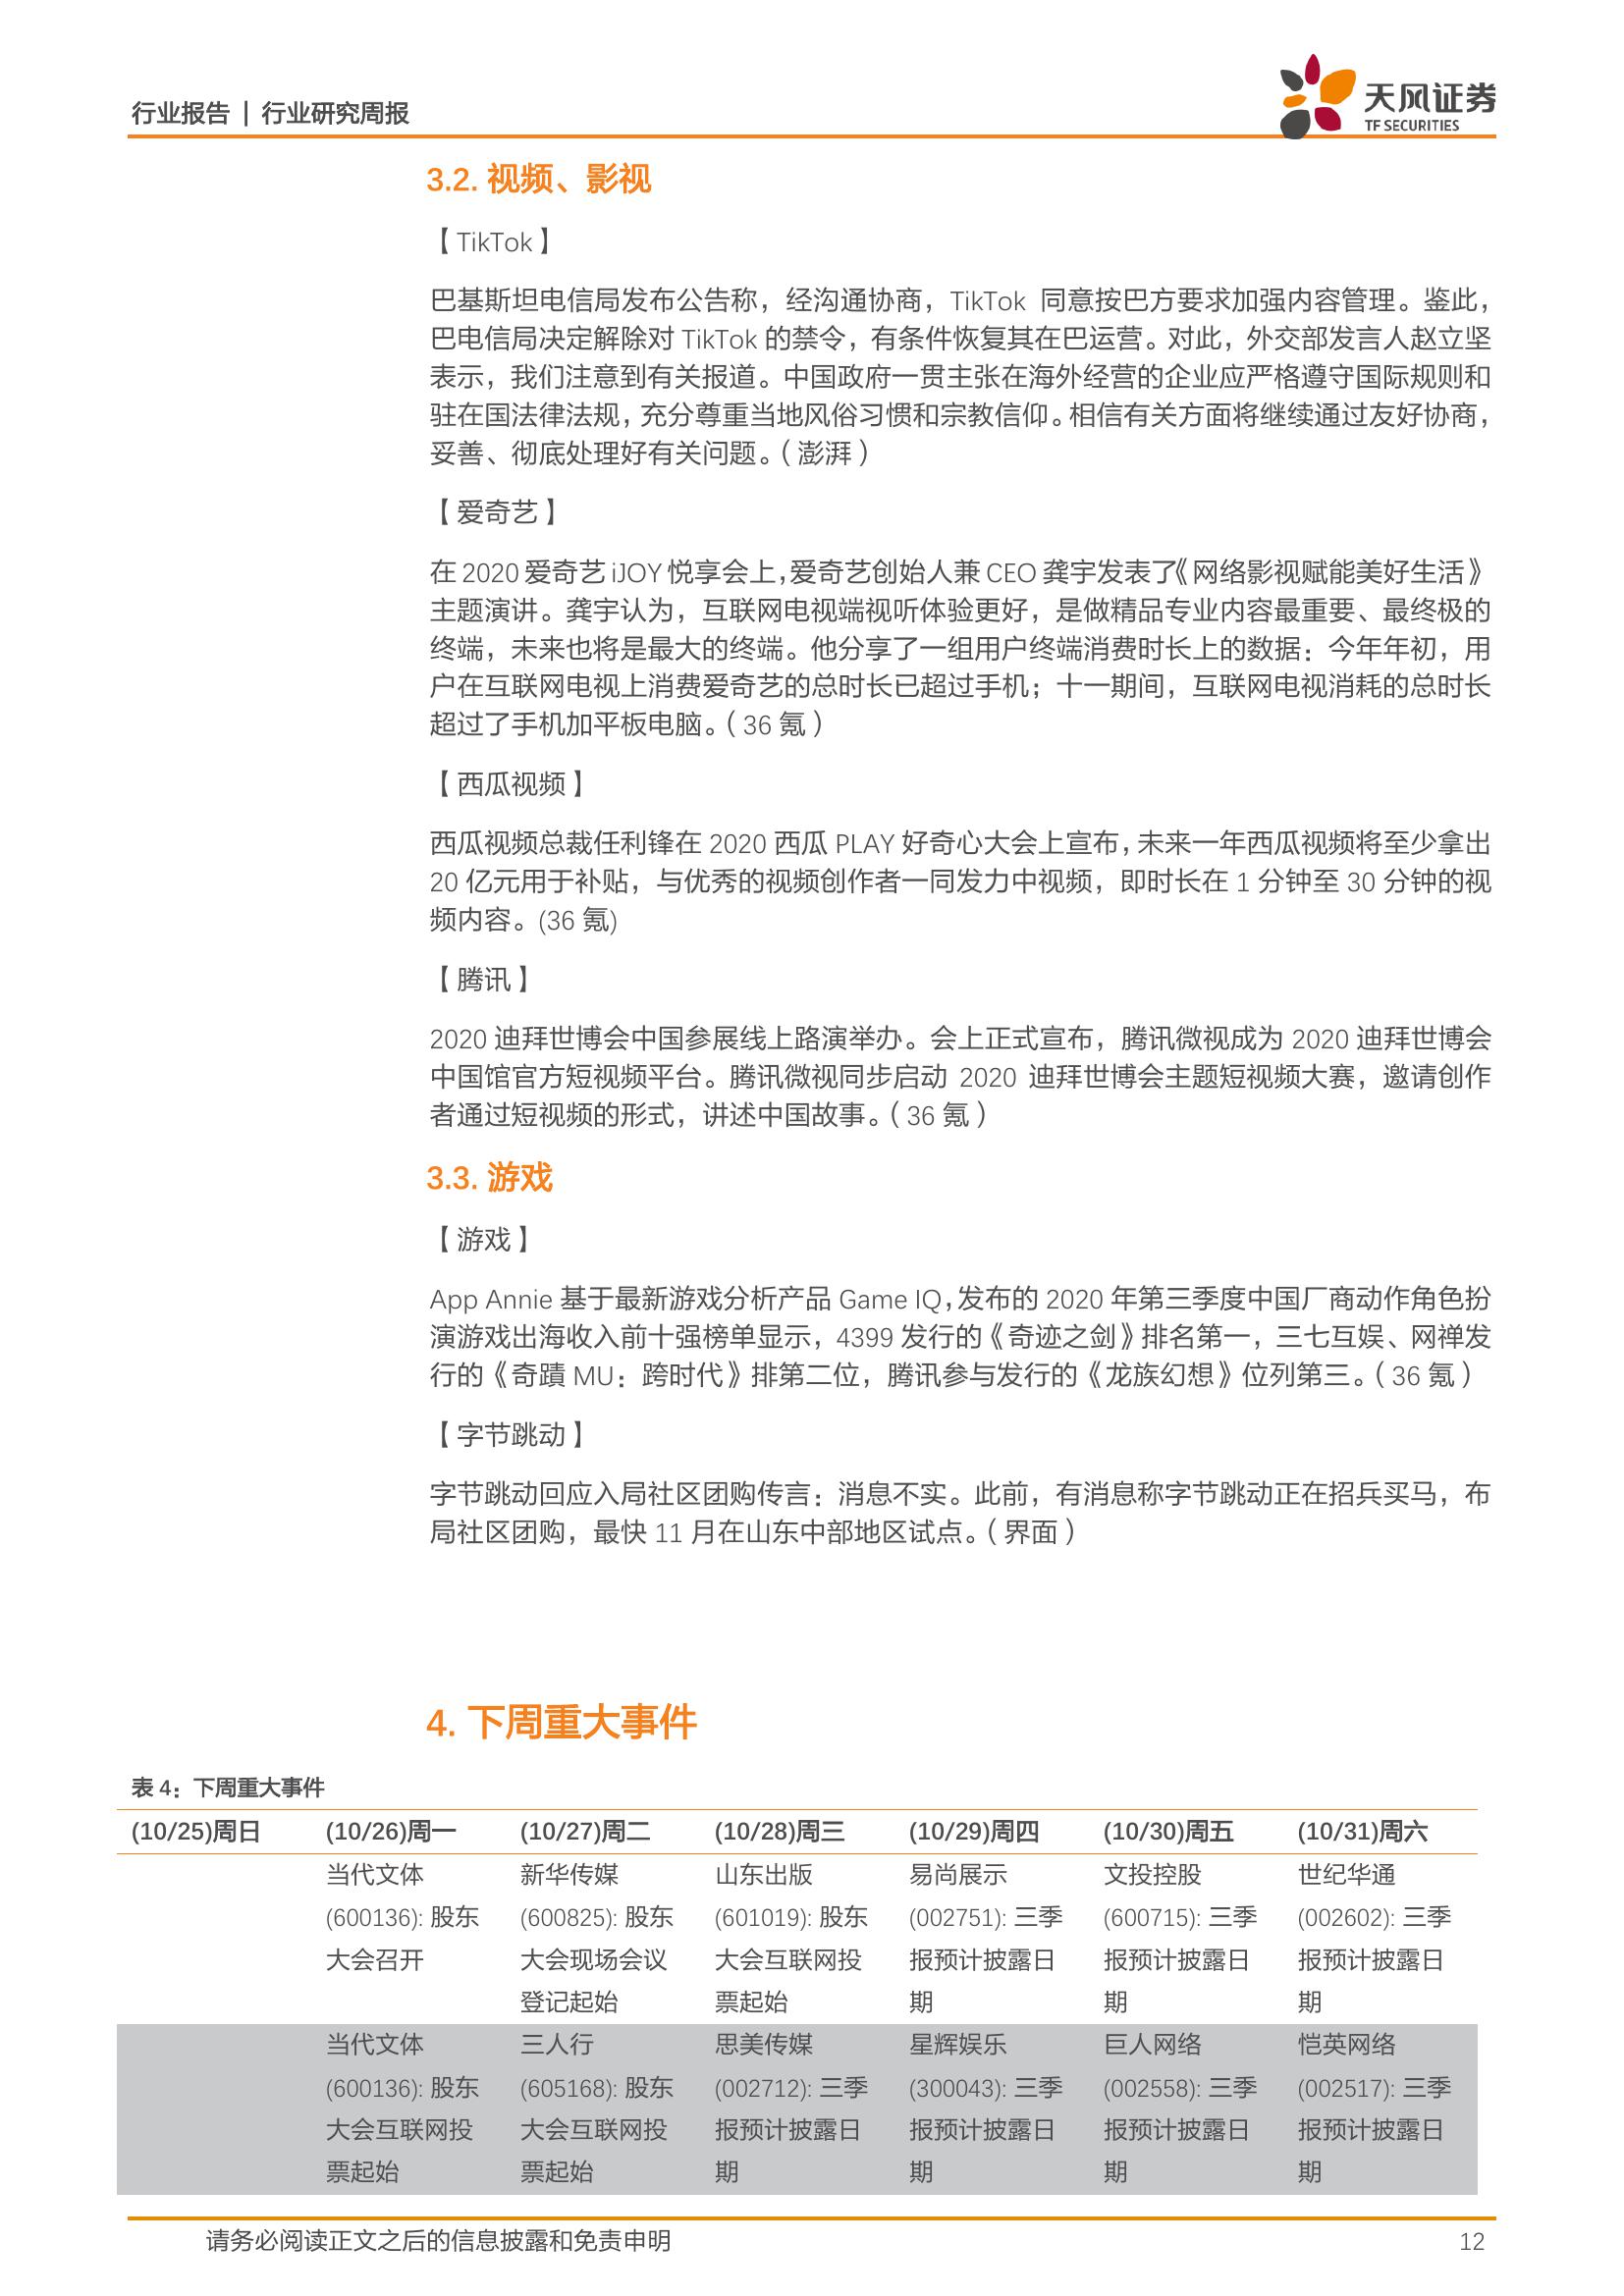 行业报告 | 行业研究周报
天风证券
TF SECURITIES
3.2. 视频、影视
【TikTok】
巴基斯坦电信局发布公告称，经沟通协商，TikTok 同意按巴方要求加强内容管理。鉴此，
巴电信局决定解除对 TikTok 的禁令，有条件恢复其在巴运营。对此，外交部发言人赵立坚
表示，我们注意到有关报道。中国政府一贯主张在海外经营的企业应严格遵守国际规则和
驻在国法律法规，充分尊重当地风俗习惯和宗教信仰。相信有关方面将继续通过友好协商，
妥善、彻底处理好有关问题。（澎湃）
【爱奇艺】
在 2020 爱奇艺 iJOY 悦享会上，爱奇艺创始人兼 CEO 龚宇发表了《网络影视赋能美好生活》
主题演讲。龚宇认为，互联网电视端视听体验更好，是做精品专业内容最重要、最终极的
终端，未来也将是最大的终端。他分享了一组用户终端消费时长上的数据：今年年初，用
户在互联网电视上消费爱奇艺的总时长已超过手机；十一期间，互联网电视消耗的总时长
超过了手机加平板电脑。（36 氪）
【西瓜视频】
西瓜视频总裁任利锋在 2020 西瓜 PLAY 好奇心大会上宣布，未来一年西瓜视频将至少拿出
20 亿元用于补贴，与优秀的视频创作者一同发力中视频，即时长在 1 分钟至 30 分钟的视
频内容。(36 氪)
【腾讯】
2020 迪拜世博会中国参展线上路演举办。会上正式宣布，腾讯微视成为 2020 迪拜世博会
中国馆官方短视频平台。腾讯微视同步启动 2020 迪拜世博会主题短视频大赛，邀请创作
者通过短视频的形式，讲述中国故事。（36 氪）
3.3. 游戏
【游戏】
App Annie 基于最新游戏分析产品 Game IQ，发布的 2020 年第三季度中国厂商动作角色扮
演游戏出海收入前十强榜单显示，4399 发行的《奇迹之剑》排名第一，三七互娱、网禅发
行的《奇蹟 MU：跨时代》排第二位，腾讯参与发行的《龙族幻想》位列第三。（36 氪）
【字节跳动】
字节跳动回应入局社区团购传言：消息不实。此前，有消息称字节跳动正在招兵买马，布
局社区团购，最快 11 月在山东中部地区试点。（界面）
4. 下周重大事件
表 4：下周重大事件
(10/25)周日 (10/26)周一 (10/27)周二 (10/28)周三 (10/29)周四 (10/30)周五 (10/31)周六
当代文体 新华传媒 山东出版 易尚展示 文投控股 世纪华通
(600136): 股东 (600825): 股东 (601019): 股东 (002751): 三季 (600715): 三季 (002602): 三季
大会召开 大会现场会议 大会互联网投 报预计披露日 报预计披露日 报预计披露日
登记起始 票起始 期 期 期
当代文体 三人行 思美传媒 星辉娱乐 巨人网络 恺英网络
(600136): 股东 (605168): 股东 (002712): 三季 (300043): 三季 (002558): 三季 (002517): 三季
大会互联网投 大会互联网投 报预计披露日 报预计披露日 报预计披露日 报预计披露日
票起始 票起始 期 期 期 期
请务必阅读正文之后的信息披露和免责申明 12